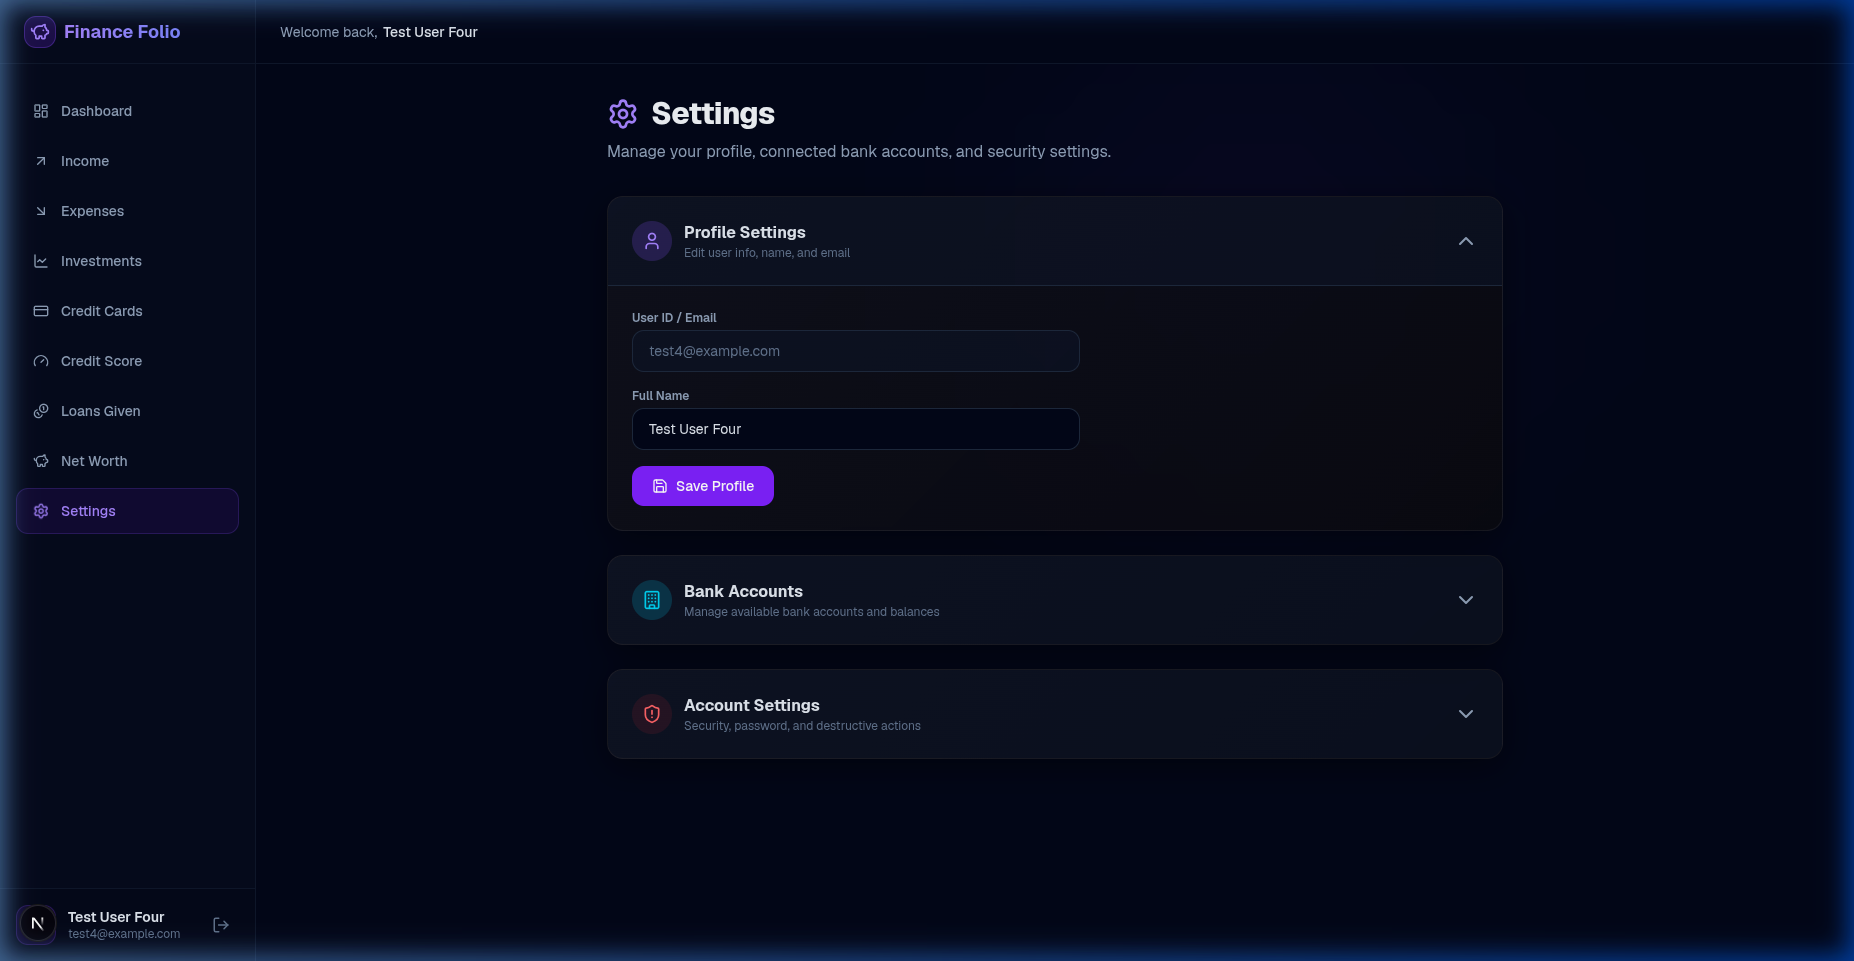 Finance Folio
Welcome back, Test User Four
Dashboard
Income
Expenses
Investments
Credit Cards
Credit Score
Loans Given
Net Worth
Settings
Settings
Manage your profile, connected bank accounts, and security settings.
Profile Settings
Edit user info, name, and email
User ID / Email
test4@example.com
Full Name
Test User Four
Save Profile
Bank Accounts
Manage available bank accounts and balances
Account Settings
Security, password, and destructive actions
N
Test User Four
test4@example.com